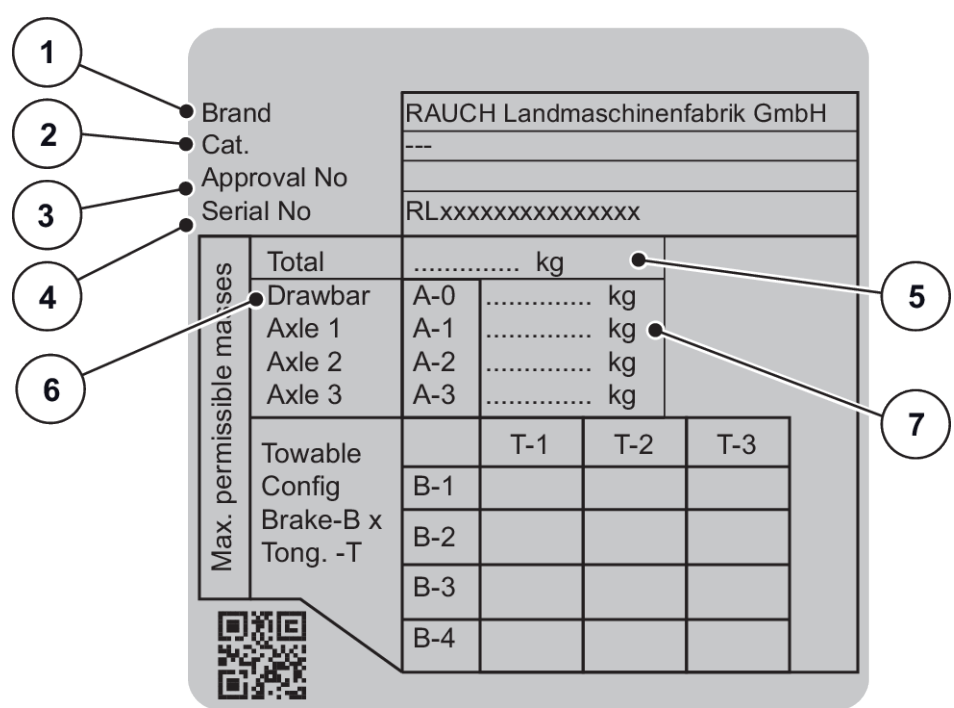 1
Brand RAUCH Landmaschinenfabrik GmbH
2
Cat. ---
3
Approval No
4
Serial No RLxxxxxxxxxxxxxxx
Max. permissible masses
Total ............. kg
5
6
Drawbar A-0 ............. kg
Axle 1 A-1 ............. kg
7
Axle 2 A-2 ............. kg
Axle 3 A-3 ............. kg
Towable
Config
Brake-B x
Tong. -T
T-1 T-2 T-3
B-1
B-2
B-3
B-4